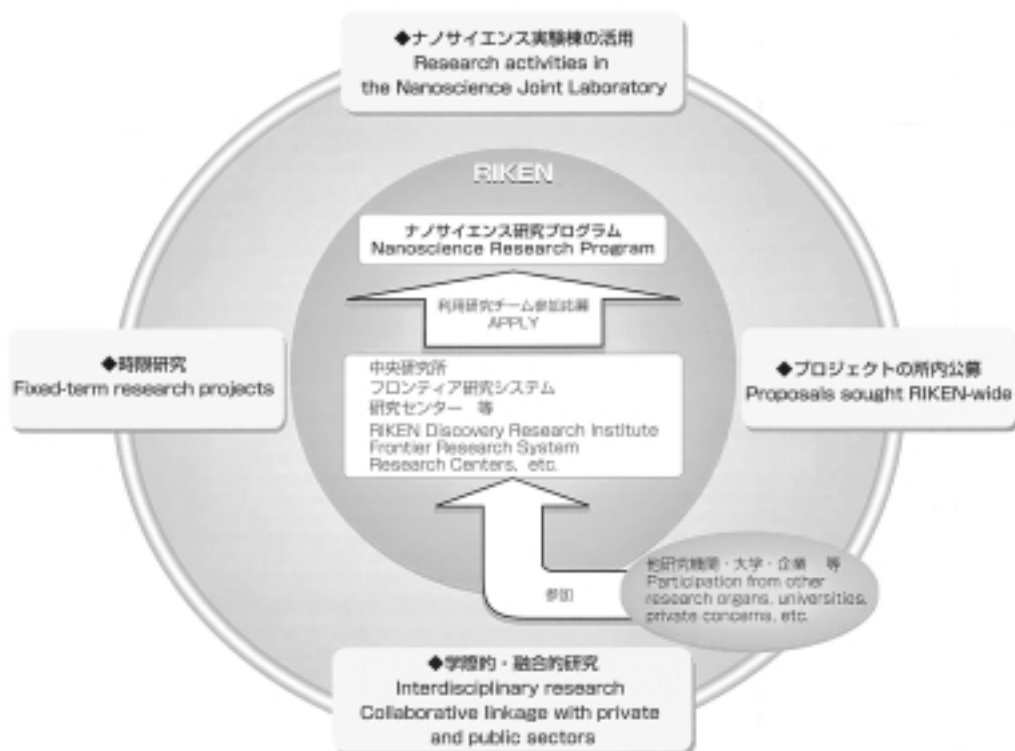 ◆ナノサイエンス実験棟の活用
Research activities in
the Nanoscience Joint Laboratory
RIKEN
ナノサイエンス研究プログラム
Nanoscience Research Program
利用研究チーム参加応募
APPLY
◆時限研究
Fixed-term research projects
中央研究所
フロンティア研究システム
研究センター 等
RIKEN Discovery Research Institute
Frontier Research System
Research Centers, etc.
◆プロジェクトの所内公募
Proposals sought RIKEN-wide
参加
他研究機関・大学・企業 等
Participation from other
research organs, universities,
private concerns, etc.
◆学際的・融合的研究
Interdisciplinary research
Collaborative linkage with private
and public sectors